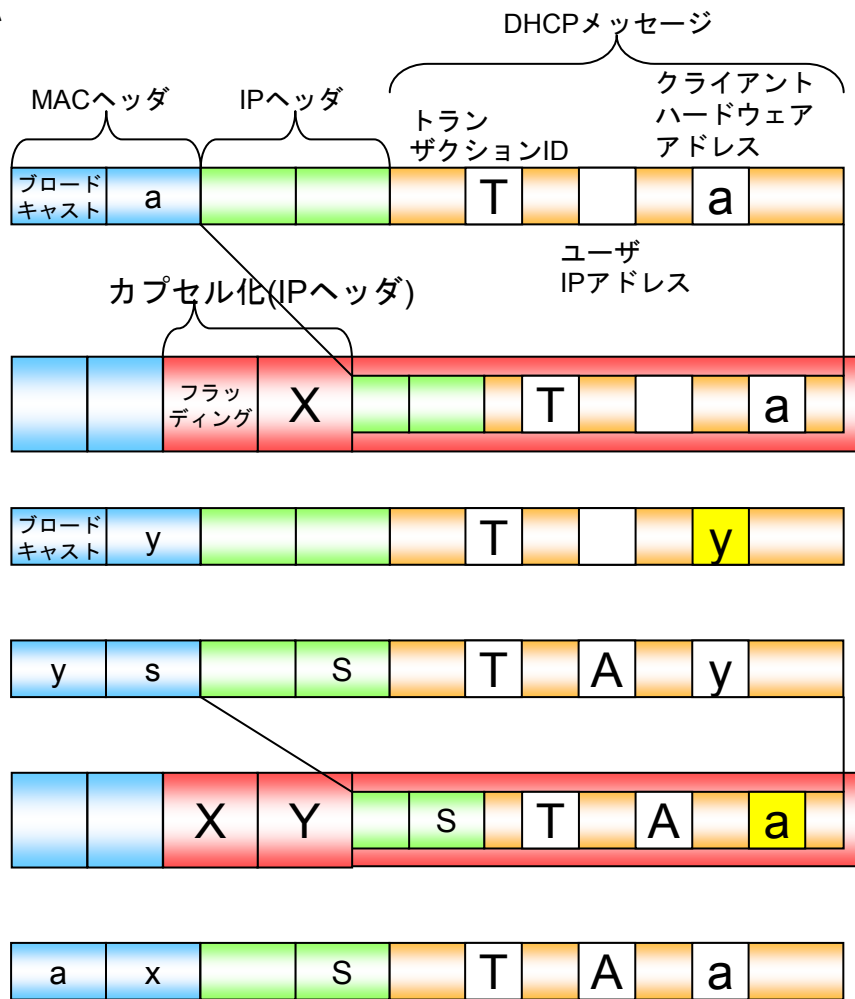 DHCPメッセージ
MACヘッダ
IPヘッダ
トラン
ザクションID
クライアント
ハードウェア
アドレス
ブロード
キャスト
a
T
a
ユーザ
IPアドレス
カプセル化(IPヘッダ)
フラッ
ディング
X
T
a
ブロード
キャスト
y
T
y
y
s
S
T
A
y
X
Y
S
T
A
a
a
x
S
T
A
a